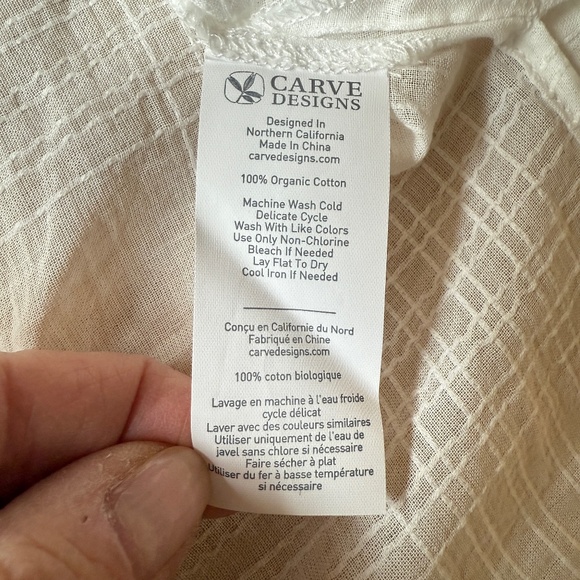 CARVE
DESIGNS
Designed In
Northern California
Made In China
carvedesigns.com
100% Organic Cotton
Machine Wash Cold
Delicate Cycle
Wash With Like Colors
Use Only Non-Chlorine
Bleach If Needed
Lay Flat To Dry
Cool Iron If Needed
Conçu en Californie du Nord
Fabriqué en Chine
carvedesigns.com
100% coton biologique
Lavage en machine à l'eau froide
cycle délicat
Laver avec des couleurs similaires
Utiliser uniquement de l'eau de
javel sans chlore si nécessaire
Faire sécher à plat
Utiliser du fer à basse température
si nécessaire